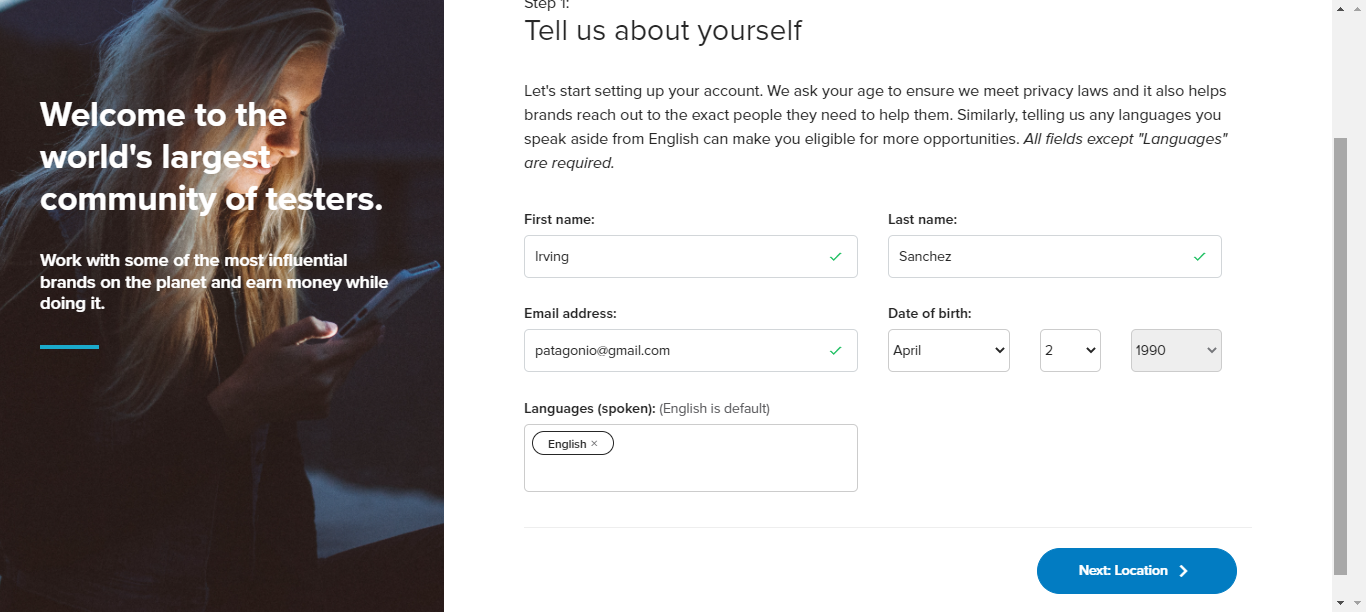 Welcome to the
world's largest
community of testers.
Work with some of the most influential
brands on the planet and earn money while
doing it.
Step 1:
Tell us about yourself
Let's start setting up your account. We ask your age to ensure we meet privacy laws and it also helps
brands reach out to the exact people they need to help them. Similarly, telling us any languages you
speak aside from English can make you eligible for more opportunities. All fields except "Languages"
are required.
First name: Last name:
Irving Sanchez
Email address: Date of birth:
patagonio@gmail.com April 2 1990
Languages (spoken): (English is default)
English ×
Next: Location